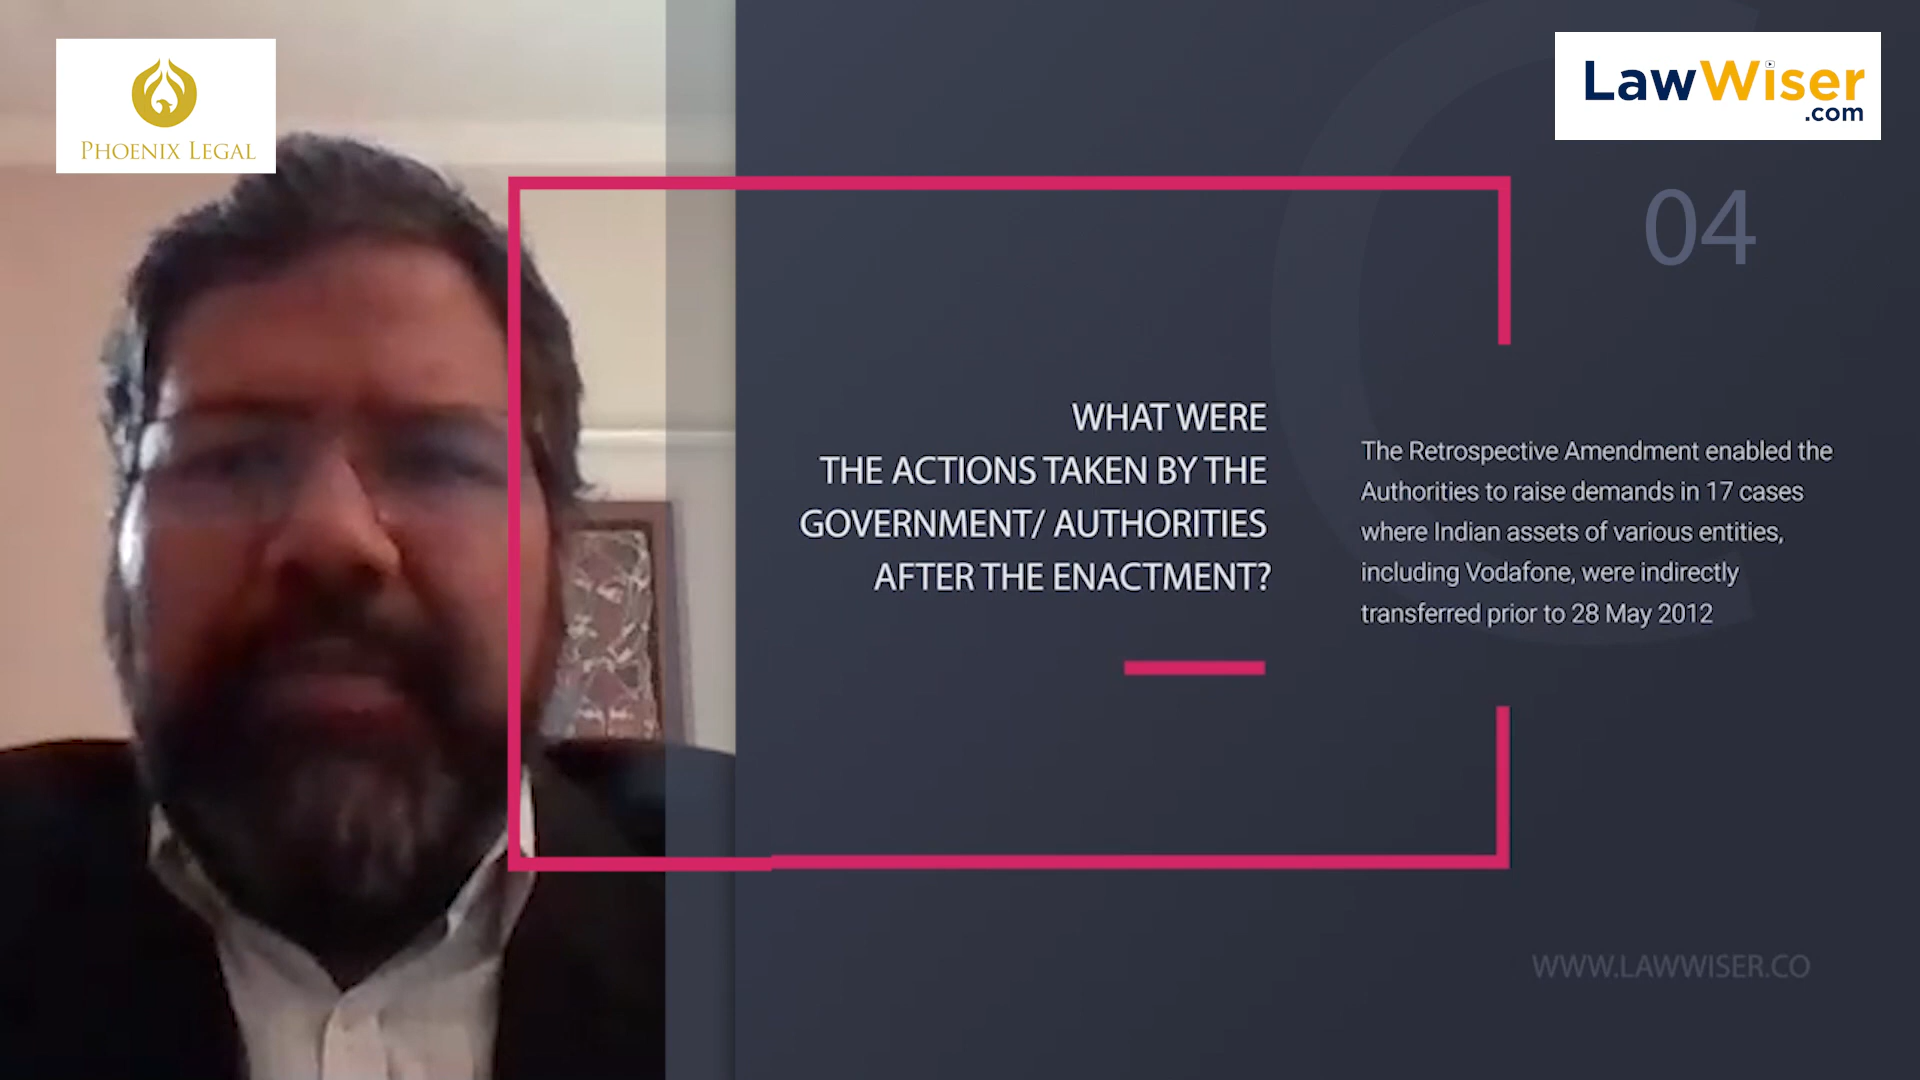 PHOENIX LEGAL
LawWiser
.com
04
WHAT WERE
THE ACTIONS TAKEN BY THE
GOVERNMENT/ AUTHORITIES
AFTER THE ENACTMENT?
The Retrospective Amendment enabled the
Authorities to raise demands in 17 cases
where Indian assets of various entities,
including Vodafone, were indirectly
transferred prior to 28 May 2012
WWW.LAWWISER.CO